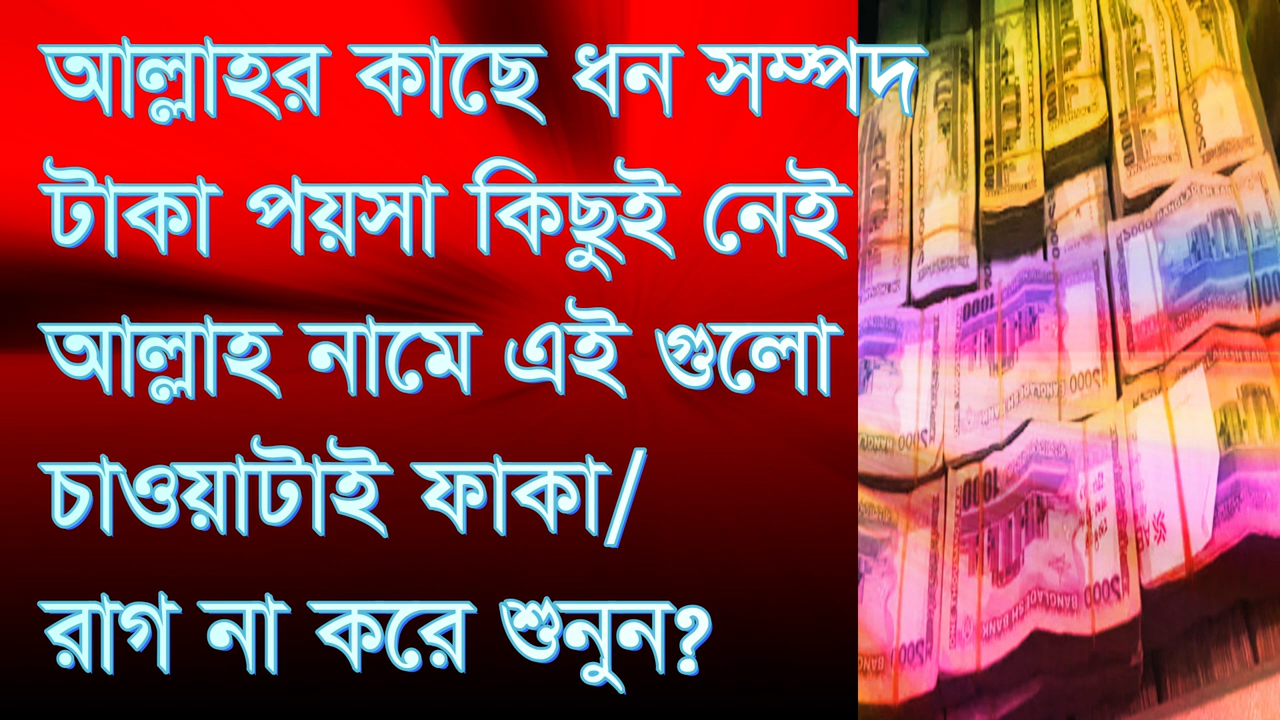 আল্লাহর কাছে ধন সম্পদ
টাকা পয়সা কিছুই নেই
আল্লাহ নামে এই গুলো
চাওয়াটাই ফাকা/
রাগ না করে শুনুন?